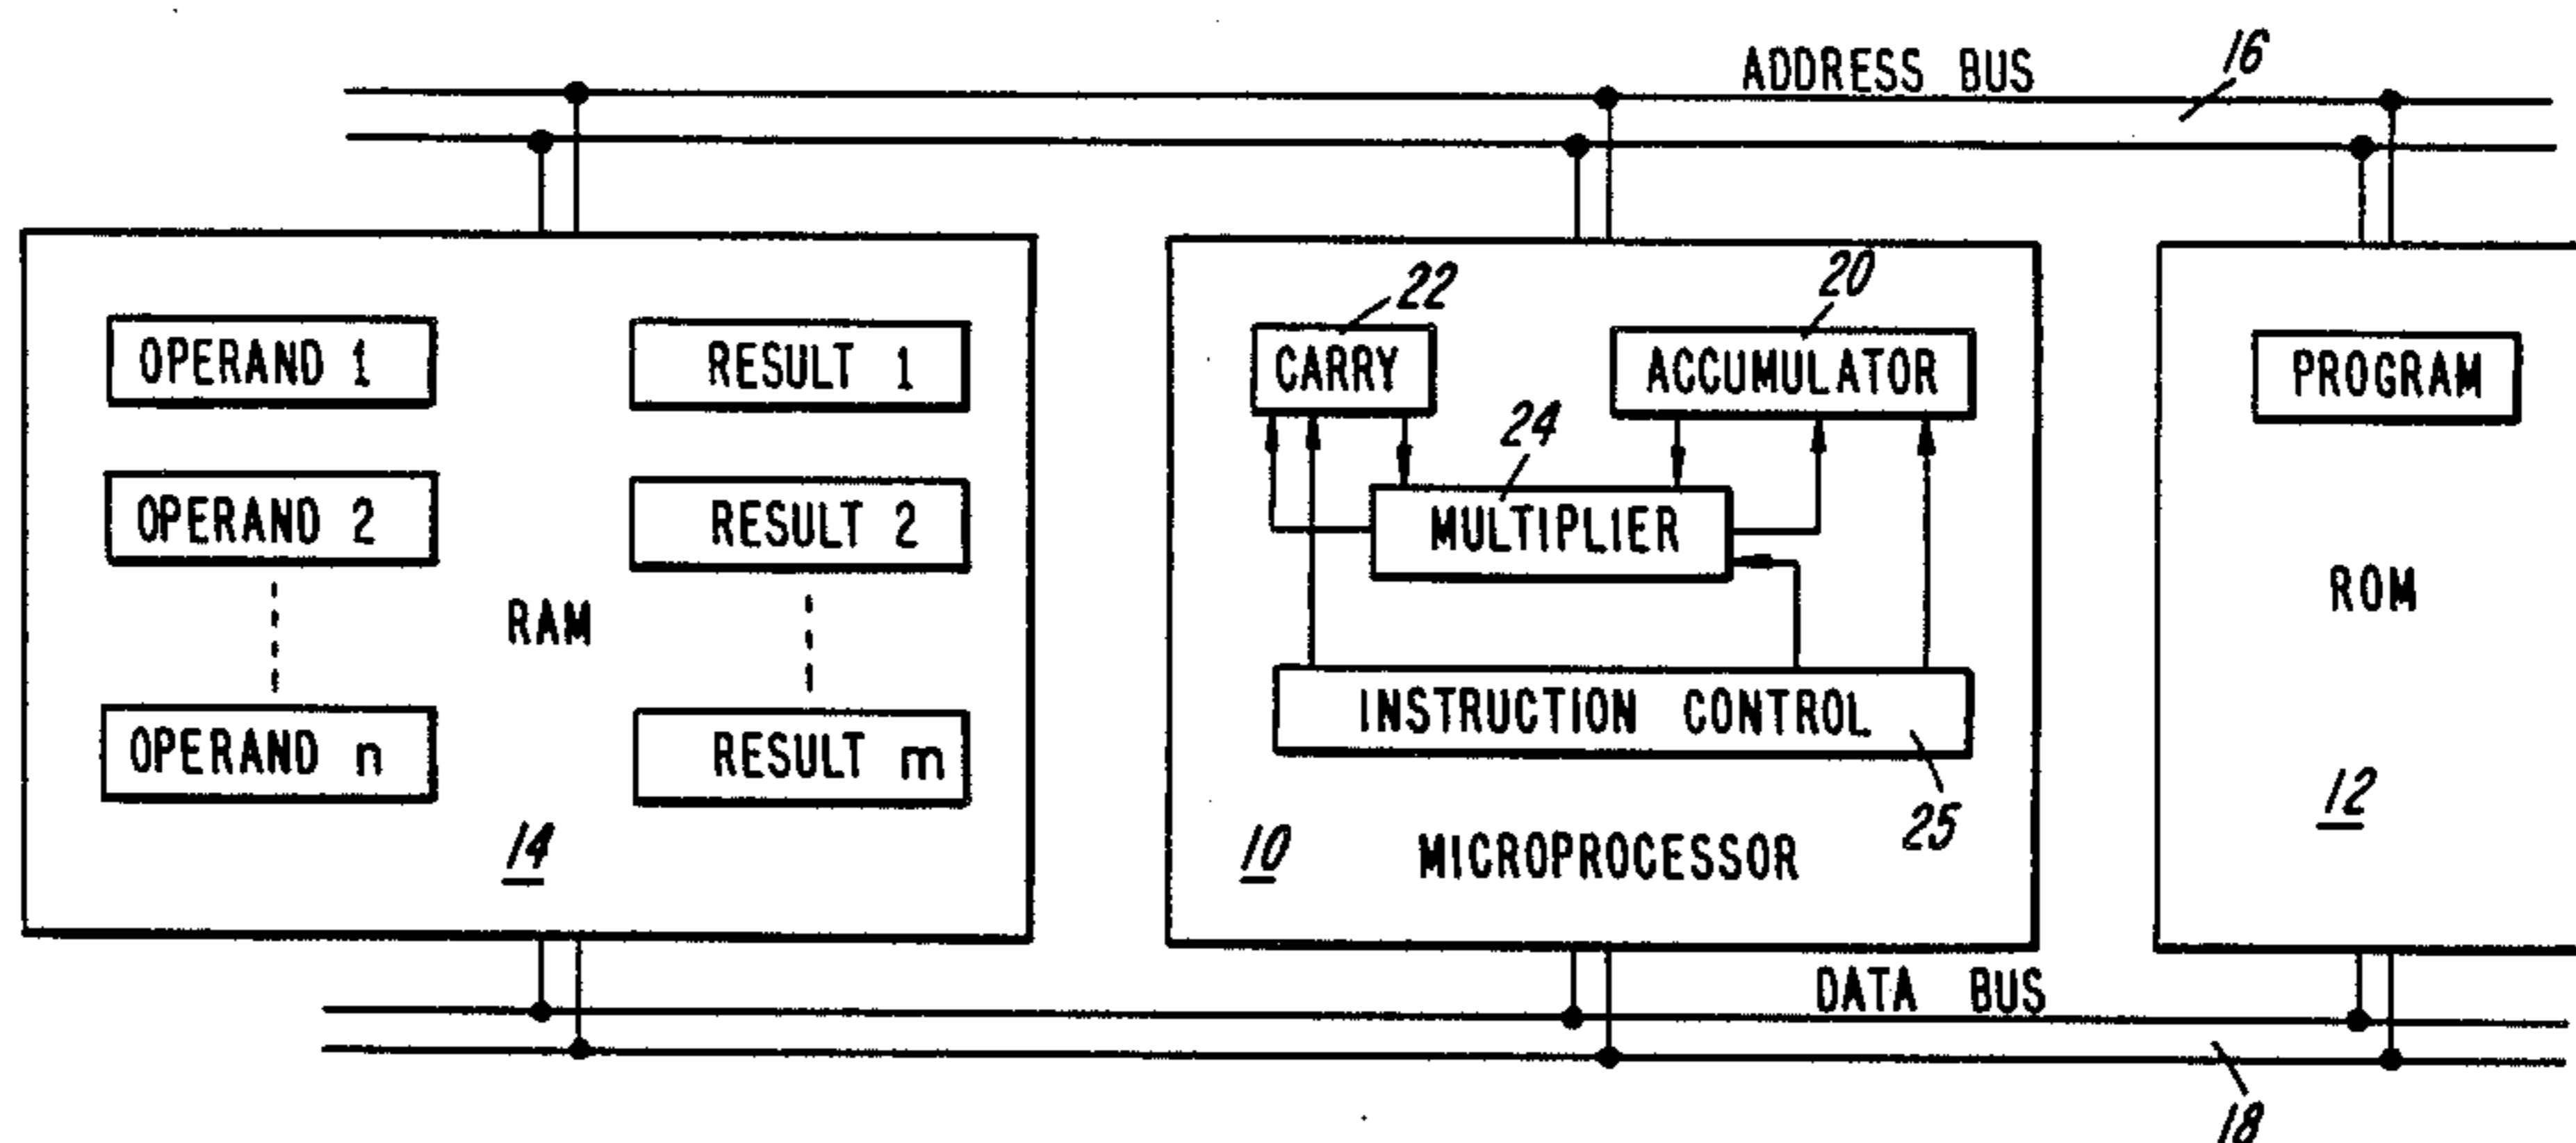 ADDRESS BUS
16
OPERAND 1
OPERAND 2
OPERAND n
RESULT 1
RESULT 2
RESULT m
RAM
14
22
CARRY
20
ACCUMULATOR
24
MULTIPLIER
INSTRUCTION CONTROL
25
10
MICROPROCESSOR
PROGRAM
ROM
12
DATA BUS
18